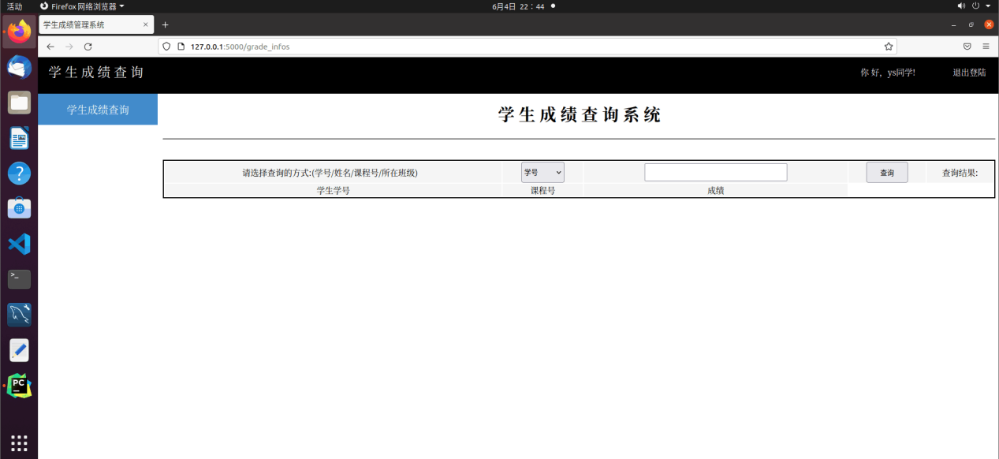 活动 Firefox 网络浏览器 6月4日 22：44
学生成绩管理系统 × +
127.0.0.1:5000/grade_infos
学生成绩查询 你好，ys同学! 退出登陆
学生成绩查询
学生成绩查询系统
请选择查询的方式:(学号/姓名/课程号/所在班级) 学号 查询 查询结果:
学生学号 课程号 成绩
>_
?
PC